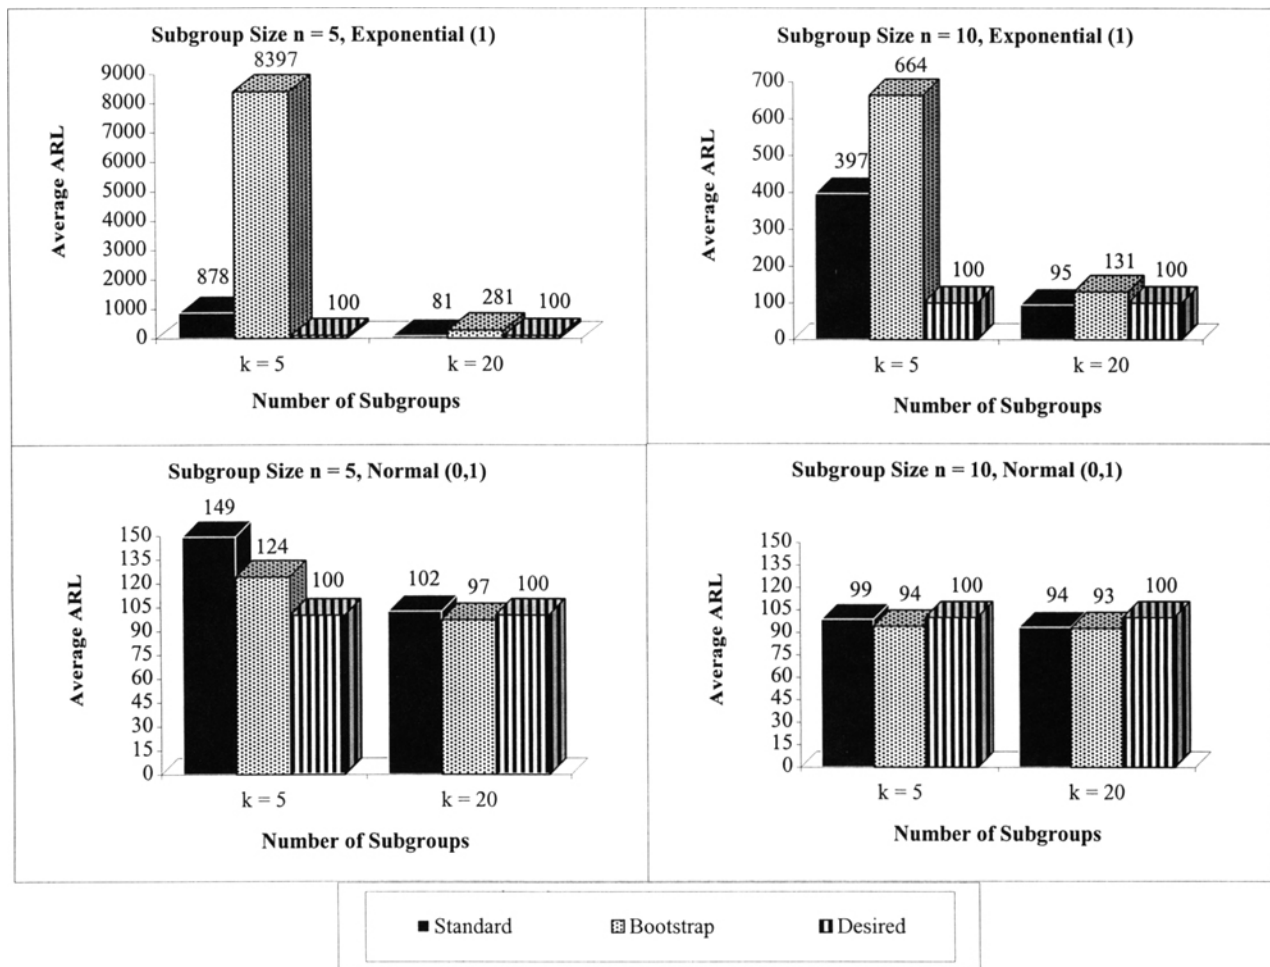 Subgroup Size n = 5, Exponential (1)
8397
9000
8000
7000
6000
5000
4000
3000
2000
1000
0
Average ARL
878
100
81
281
100
k = 5
k = 20
Number of Subgroups
Subgroup Size n = 10, Exponential (1)
664
700
600
500
400
300
200
100
0
Average ARL
397
100
95
131
100
k = 5
k = 20
Number of Subgroups
Subgroup Size n = 5, Normal (0,1)
149
150
135
120
105
90
75
60
45
30
15
0
Average ARL
124
100
102
97
100
k = 5
k = 20
Number of Subgroups
Subgroup Size n = 10, Normal (0,1)
150
135
120
105
90
75
60
45
30
15
0
Average ARL
99
94
100
94
93
100
k = 5
k = 20
Number of Subgroups
Standard
Bootstrap
Desired